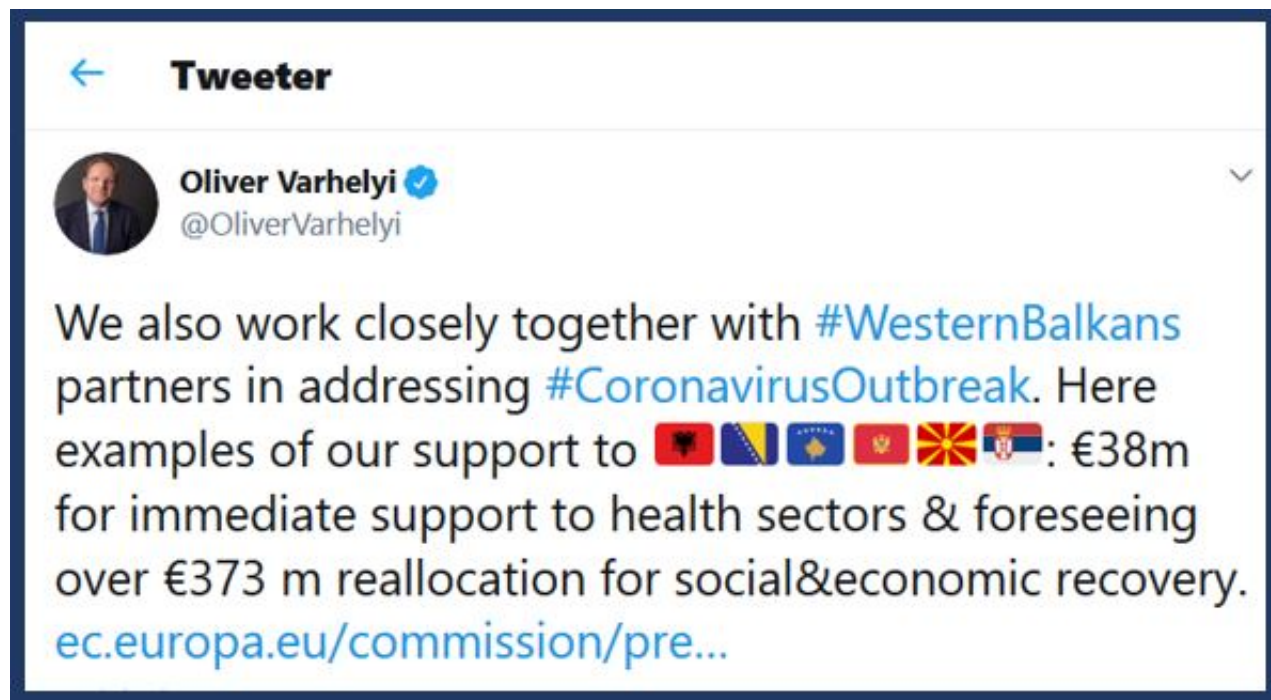 Tweeter
Oliver Varhelyi
@OliverVarhelyi
We also work closely together with #WesternBalkans
partners in addressing #CoronavirusOutbreak. Here
examples of our support to 🇦🇱🇧🇦🇽🇰🇲🇪🇲🇰🇷🇸: €38m
for immediate support to health sectors & foreseeing
over €373 m reallocation for social&economic recovery.
ec.europa.eu/commission/pre...